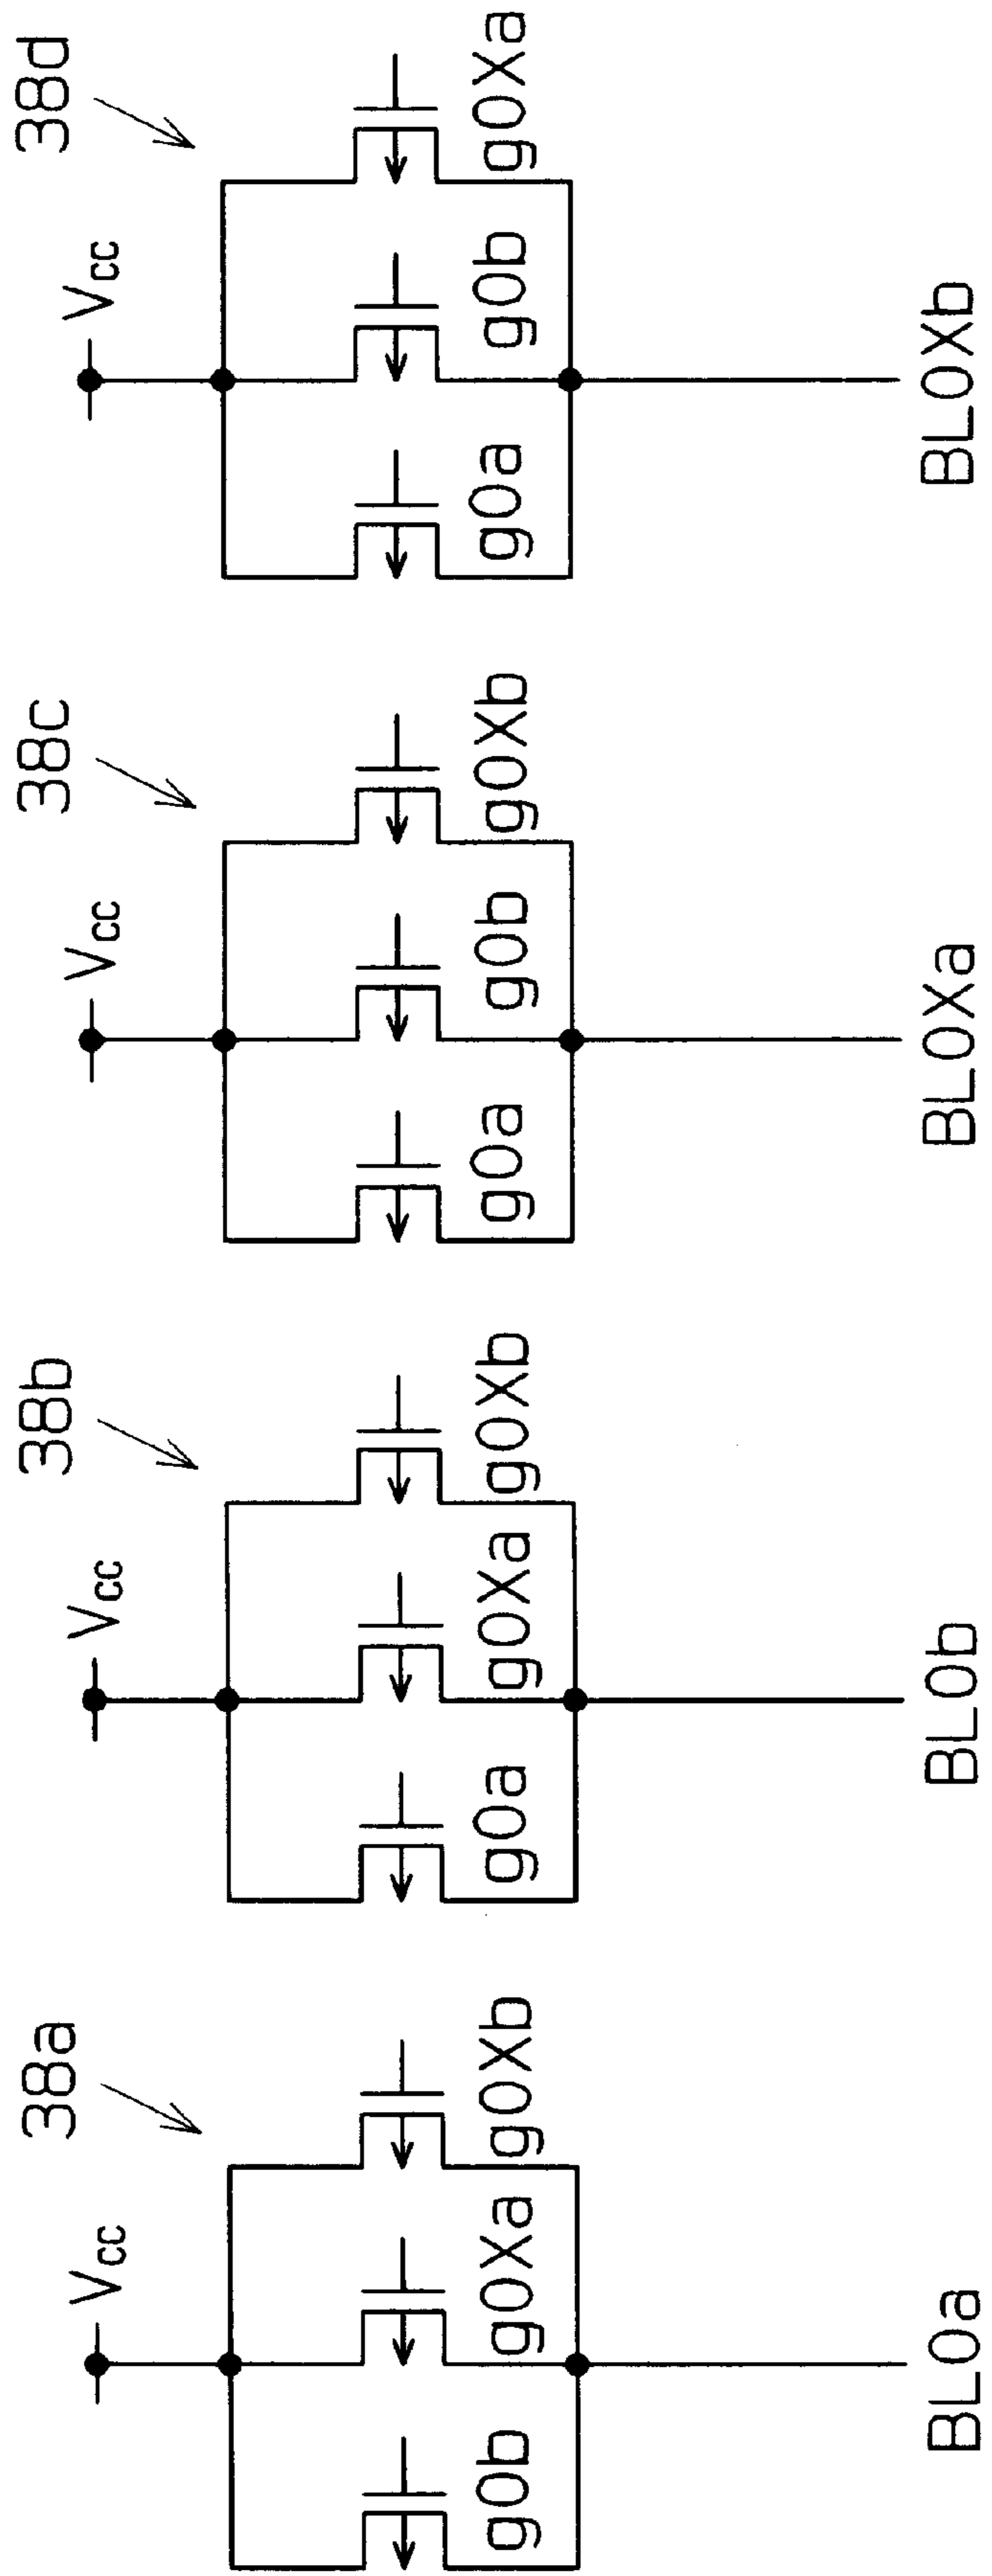 38a
Vcc
g0b
g0Xa
g0Xb
BL0a
38b
Vcc
g0a
g0Xa
g0Xb
BL0b
38c
Vcc
g0a
g0b
g0Xb
BL0Xa
38d
Vcc
g0a
g0b
g0Xa
BL0Xb